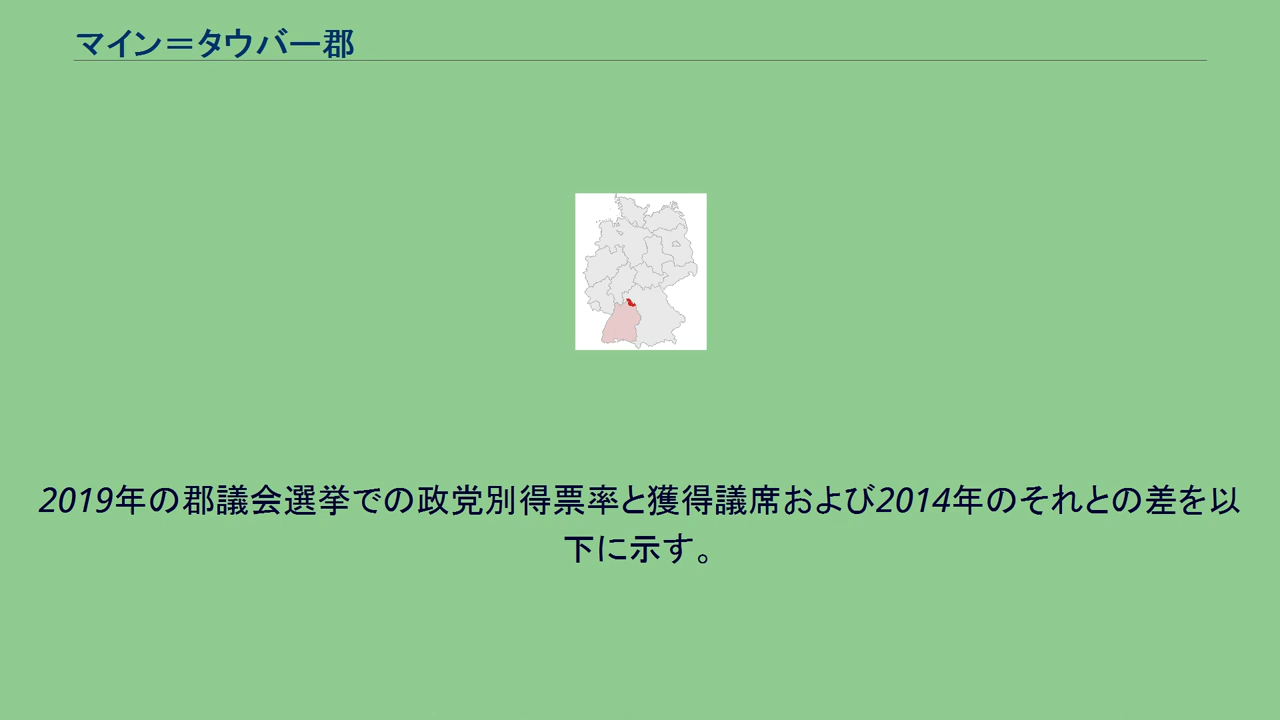 マイン＝タウバー郡
2019年の郡議会選挙での政党別得票率と獲得議席および2014年のそれとの差を以
下に示す。